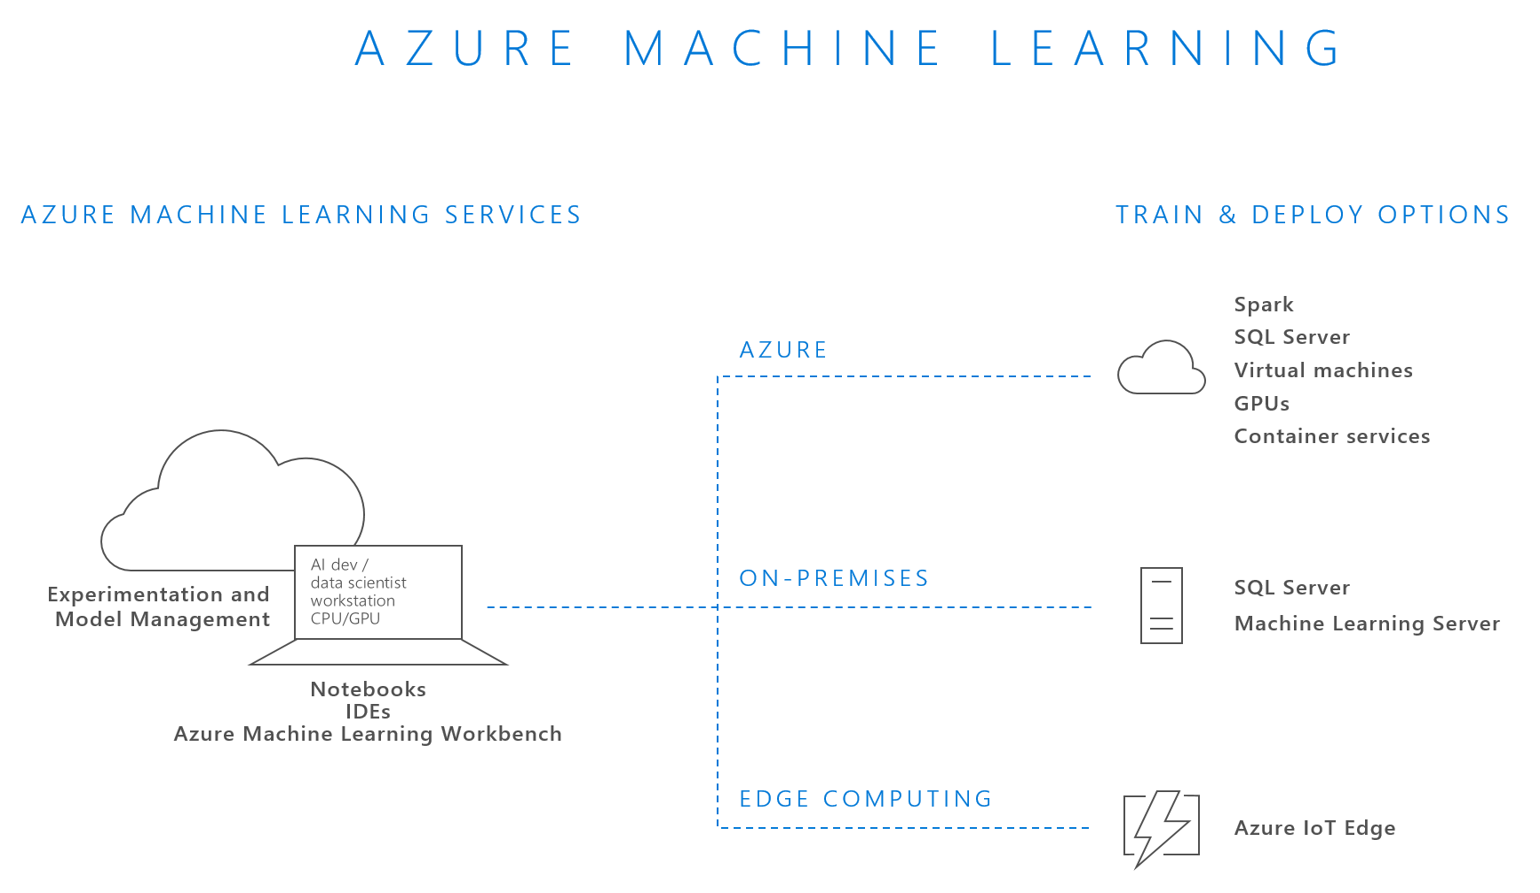 AZURE MACHINE LEARNING
AZURE MACHINE LEARNING SERVICES
TRAIN & DEPLOY OPTIONS
Experimentation and
Model Management
AI dev /
data scientist
workstation
CPU/GPU
Notebooks
IDEs
Azure Machine Learning Workbench
AZURE
Spark
SQL Server
Virtual machines
GPUs
Container services
ON-PREMISES
SQL Server
Machine Learning Server
EDGE COMPUTING
Azure IoT Edge